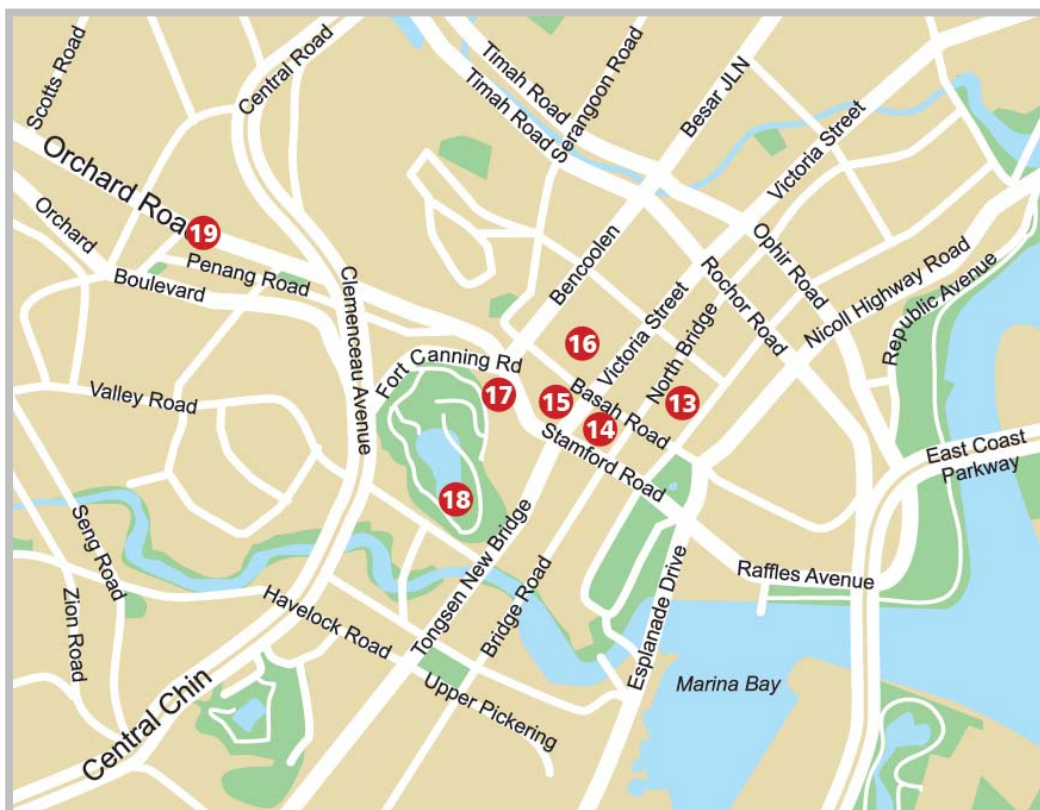 Scotts Road
Central Road
Timah Road
Timah Road
Serangoon Road
Besar JLN
Victoria Street
Orchard Road
19
Orchard
Boulevard
Penang Road
Clemenceau Avenue
Bencoolen
Ophir Road
Rochor Road
Nicoll Highway Road
Republic Avenue
16
Victoria Street
North Bridge
Fort Canning Rd
17
15
Basah Road
13
14
Stamford Road
Valley Road
18
East Coast
Parkway
Seng Road
Zion Road
Havelock Road
Tongsen New Bridge
Bridge Road
Esplanade Drive
Raffles Avenue
Marina Bay
Upper Pickering
Central Chin